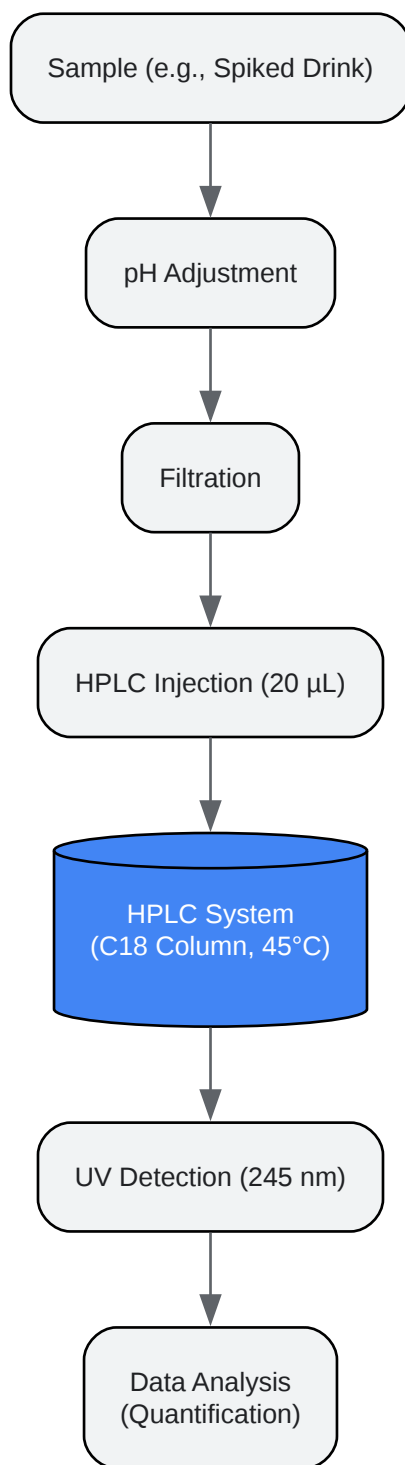 Sample (e.g., Spiked Drink)
pH Adjustment
Filtration
HPLC Injection (20 µL)
HPLC System
(C18 Column, 45°C)
UV Detection (245 nm)
Data Analysis
(Quantification)